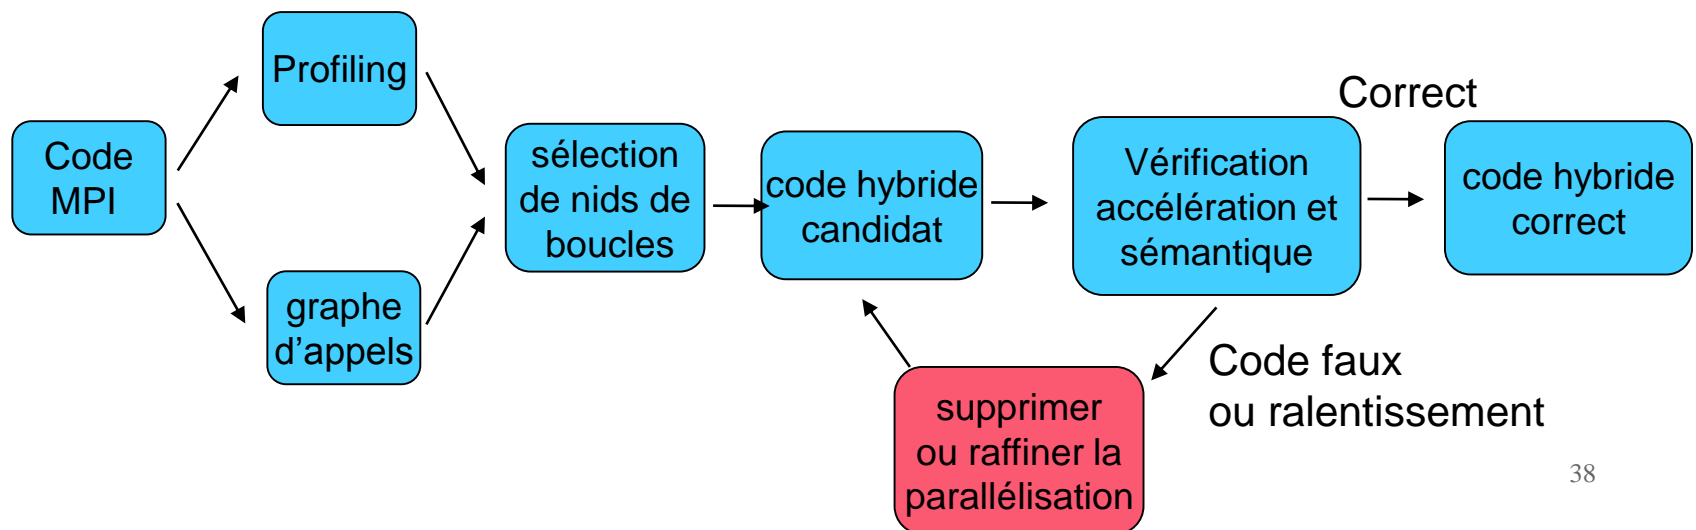 Code
MPI
Profiling
graphe
d’appels
sélection
de nids de
boucles
code hybride
candidat
Vérification
accélération et
sémantique
Correct
code hybride
correct
Code faux
ou ralentissement
supprimer
ou raffiner la
parallélisation
38